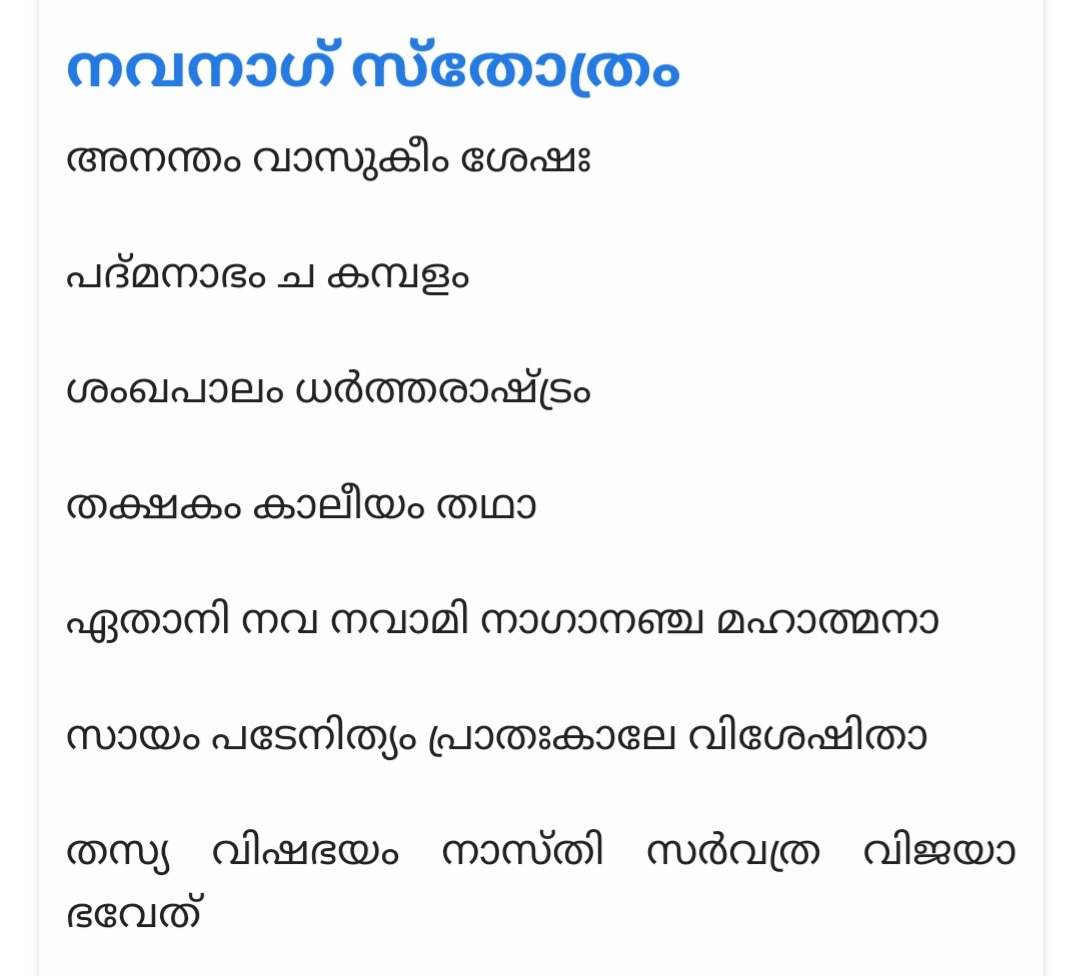 നവനാഗ് സ്തോത്രം
അനന്തം വാസുകീം ശേഷഃ
പദ്മനാഭം ച കമ്പളം
ശംഖപാലം ധർത്തരാഷ്ട്രം
തക്ഷകം കാലീയം തഥാ
ഏതാനി നവ നവാമി നാഗാനഞ്ച മഹാത്മനാ
സായം പടേനിത്യം പ്രാതഃകാലേ വിശേഷിതാ
തസ്യ വിഷഭയം നാസ്തി സർവത്ര വിജയാ
ഭവേത്